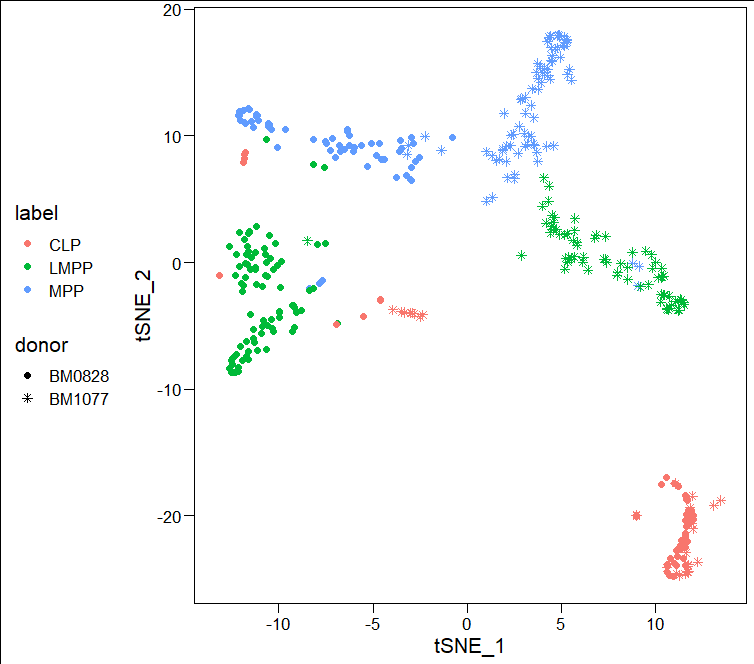 label
CLP
LMPP
MPP
donor
BM0828
BM1077
tSNE_2
20
10
0
-10
-20
-10
-5
0
5
10
tSNE_1